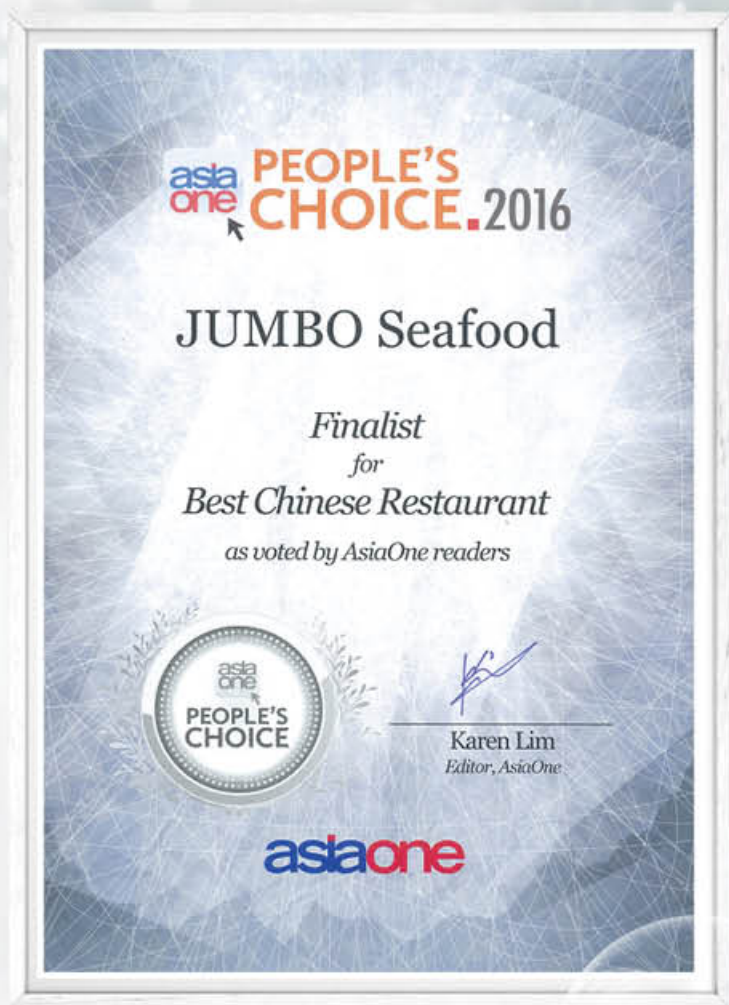 asia
one
PEOPLE'S
CHOICE.2016
JUMBO Seafood
Finalist
for
Best Chinese Restaurant
as voted by AsiaOne readers
asia
one
PEOPLE'S
CHOICE
Karen Lim
Editor, AsiaOne
asiaone